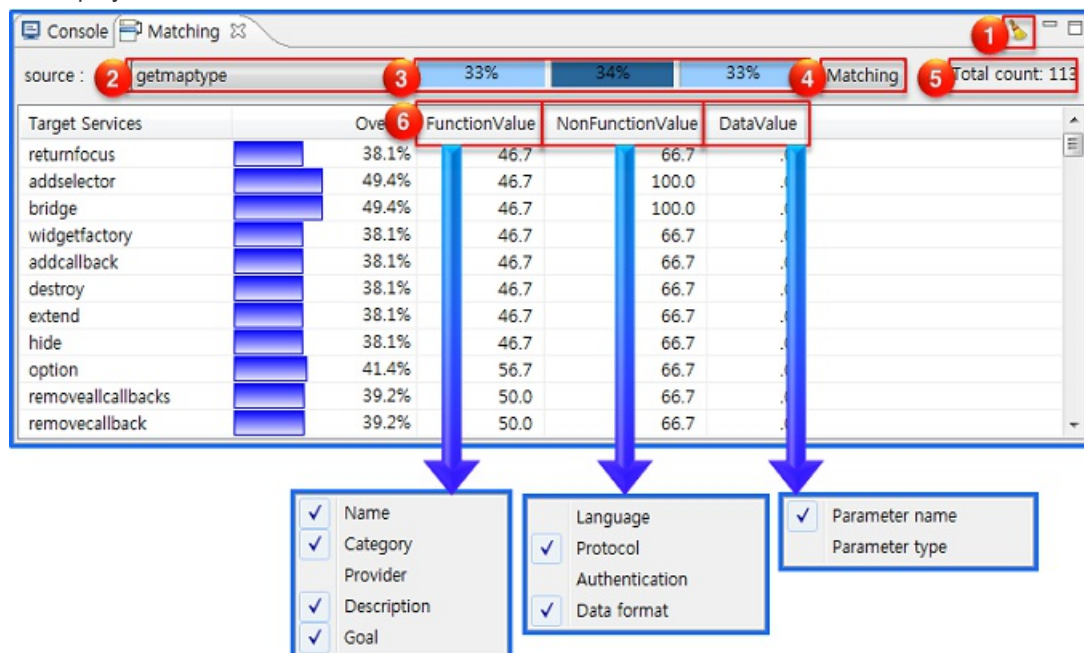 Console Matching
1
source : 2 getmaptype 3 33% 34% 33% 4 Matching 5 Total count: 113
Target Services 6 FunctionValue NonFunctionValue DataValue
returnfocus 38.1% 46.7 66.7
addselector 49.4% 46.7 100.0
bridge 49.4% 46.7 100.0
widgetfactory 38.1% 46.7 66.7
addcallback 38.1% 46.7 66.7
destroy 38.1% 46.7 66.7
extend 38.1% 46.7 66.7
hide 38.1% 46.7 66.7
option 41.4% 56.7 66.7
removeallcallbacks 39.2% 50.0 66.7
removecallback 39.2% 50.0 66.7
Name
Category
Provider
Description
Goal
Language
Protocol
Authentication
Data format
Parameter name
Parameter type